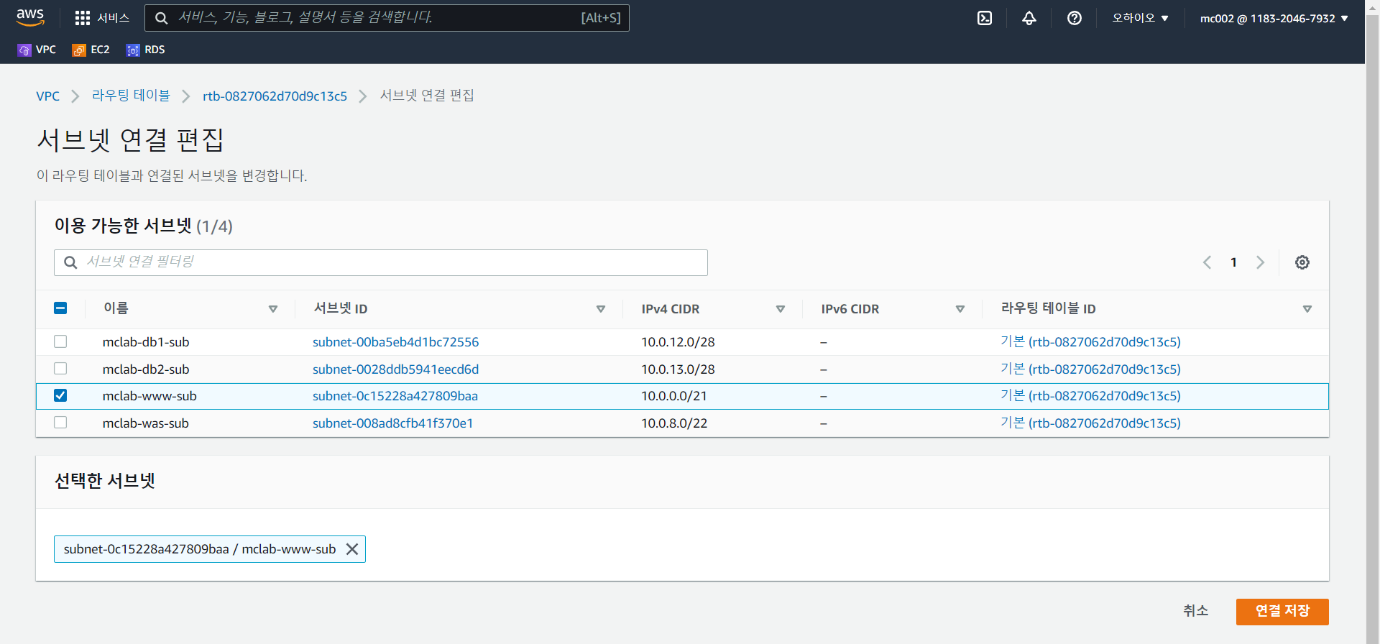 aws 서비스 서비스, 기능, 블로그, 설명서 등을 검색합니다. [Alt+S] 오하이오 ▼ mc002 @ 1183-2046-7932 ▼
VPC EC2 RDS
VPC > 라우팅 테이블 > rtb-0827062d70d9c13c5 > 서브넷 연결 편집
서브넷 연결 편집
이 라우팅 테이블과 연결된 서브넷을 변경합니다.
이용 가능한 서브넷 (1/4)
서브넷 연결 필터링 < 1 >
이름 서브넷 ID IPv4 CIDR IPv6 CIDR 라우팅 테이블 ID
mclab-db1-sub subnet-00ba5eb4d1bc72556 10.0.12.0/28 – 기본 (rtb-0827062d70d9c13c5)
mclab-db2-sub subnet-0028ddb5941eecd6d 10.0.13.0/28 – 기본 (rtb-0827062d70d9c13c5)
mclab-www-sub subnet-0c15228a427809baa 10.0.0.0/21 – 기본 (rtb-0827062d70d9c13c5)
mclab-was-sub subnet-008ad8cfb41f370e1 10.0.8.0/22 – 기본 (rtb-0827062d70d9c13c5)
선택한 서브넷
subnet-0c15228a427809baa / mclab-www-sub ✕
취소 연결 저장